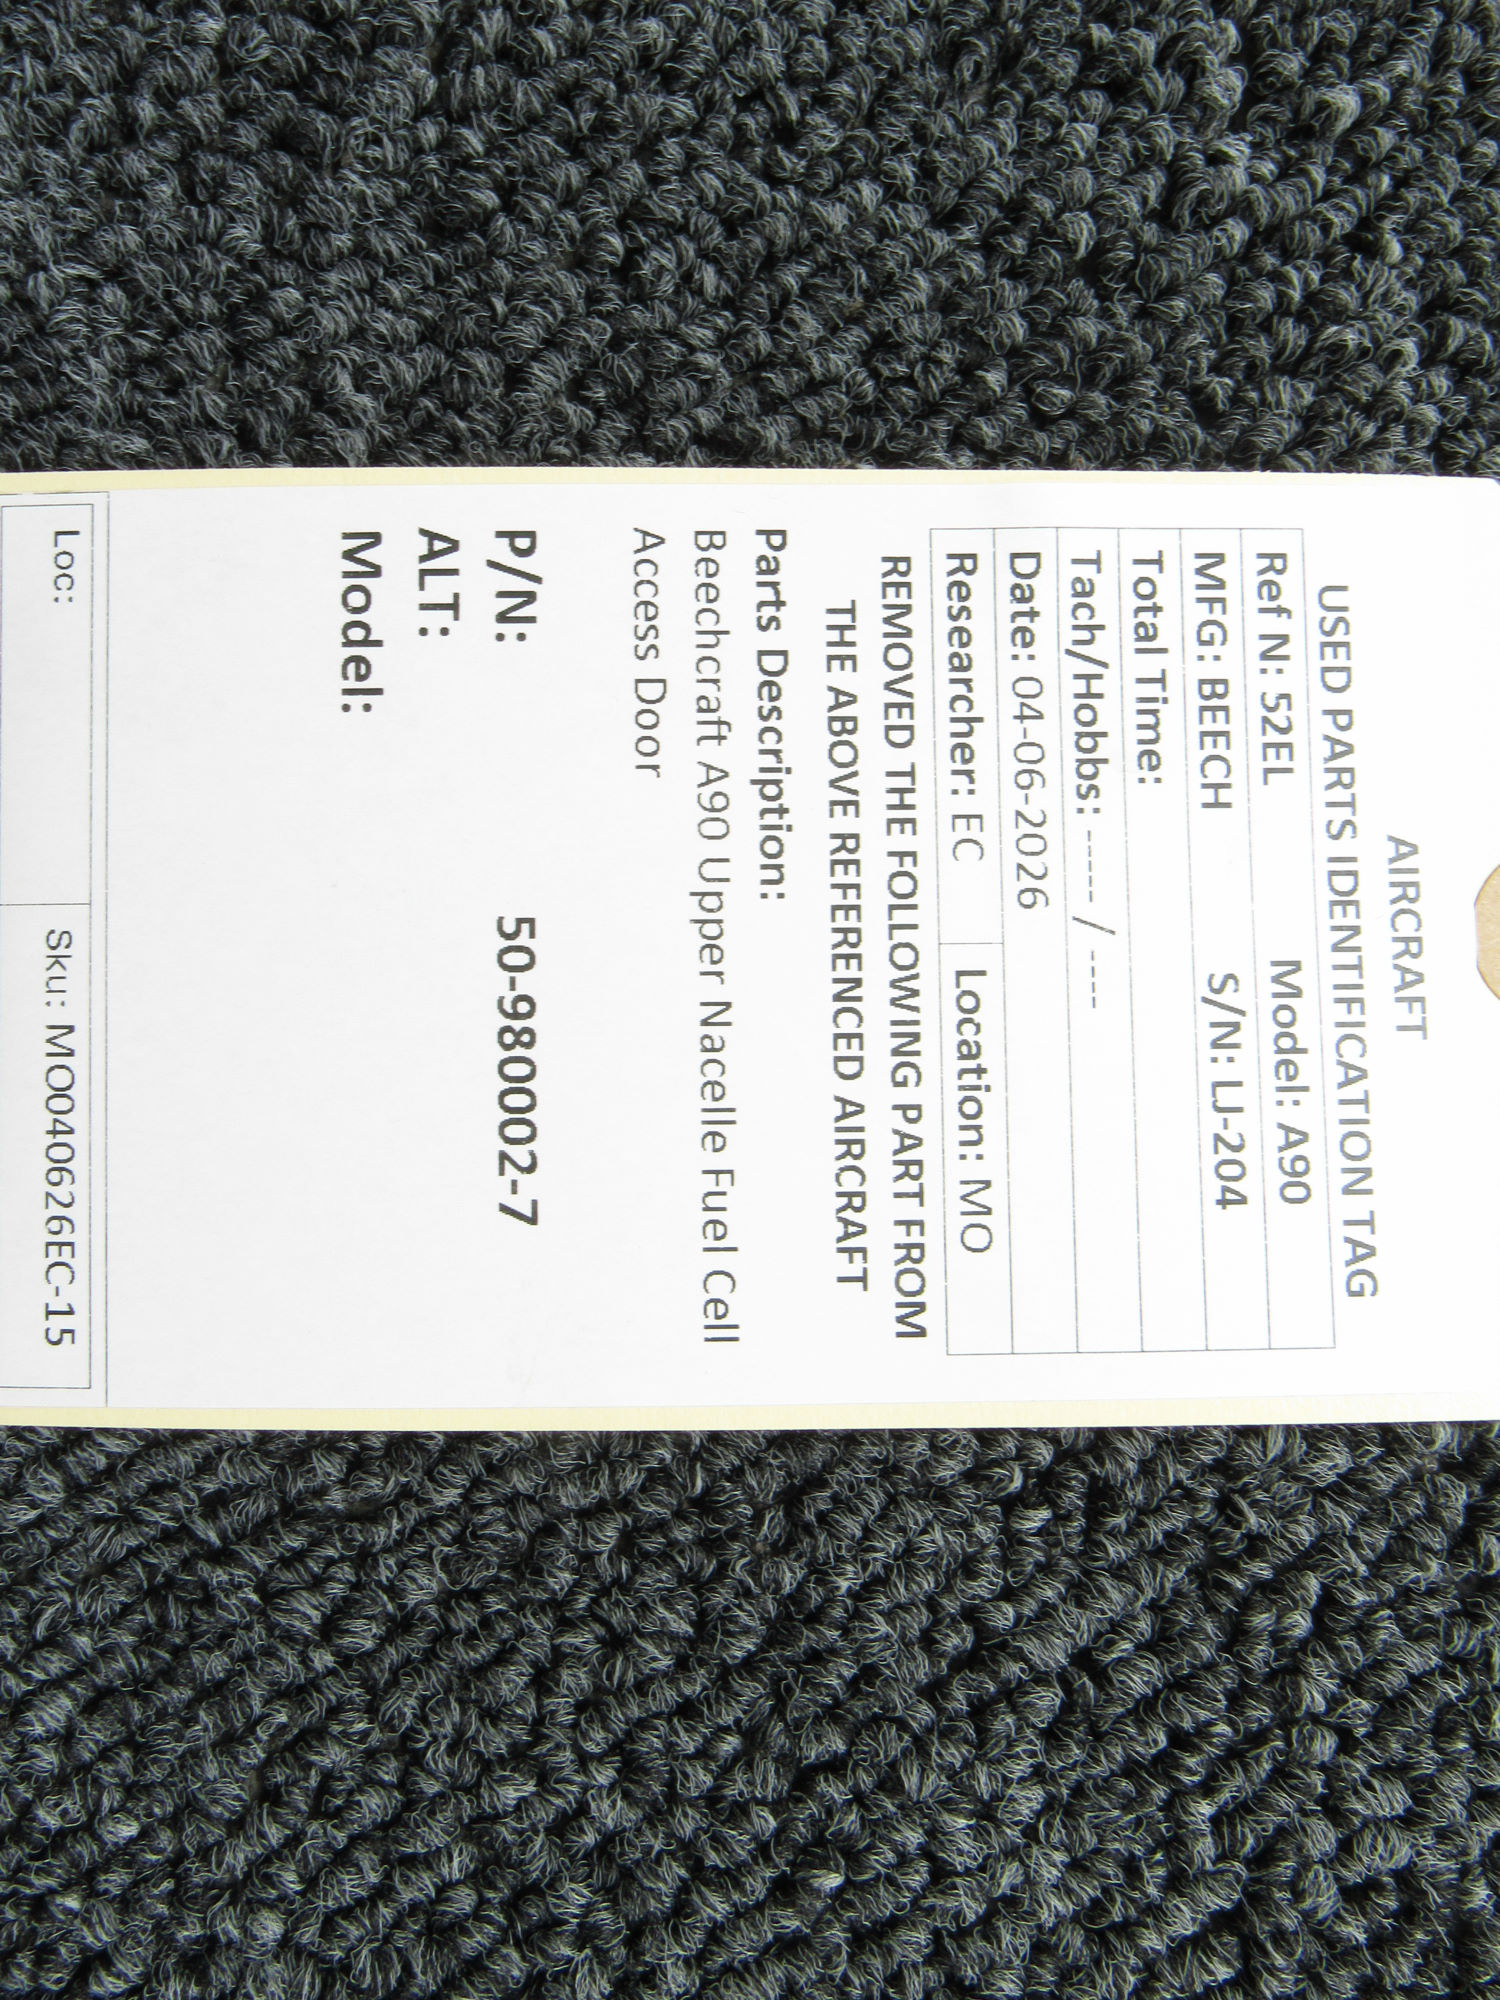 AIRCRAFT
USED PARTS IDENTIFICATION TAG
Ref N: 52EL Model: A90
MFG: BEECH S/N: LJ-204
Total Time:
Tach/Hobbs: ----- / ----
Date: 04-06-2026
Researcher: EC Location: MO
REMOVED THE FOLLOWING PART FROM
THE ABOVE REFERENCED AIRCRAFT
Parts Description:
Beechcraft A90 Upper Nacelle Fuel Cell
Access Door
P/N: 50-980002-7
ALT:
Model:
Loc: Sku: MO040626EC-15